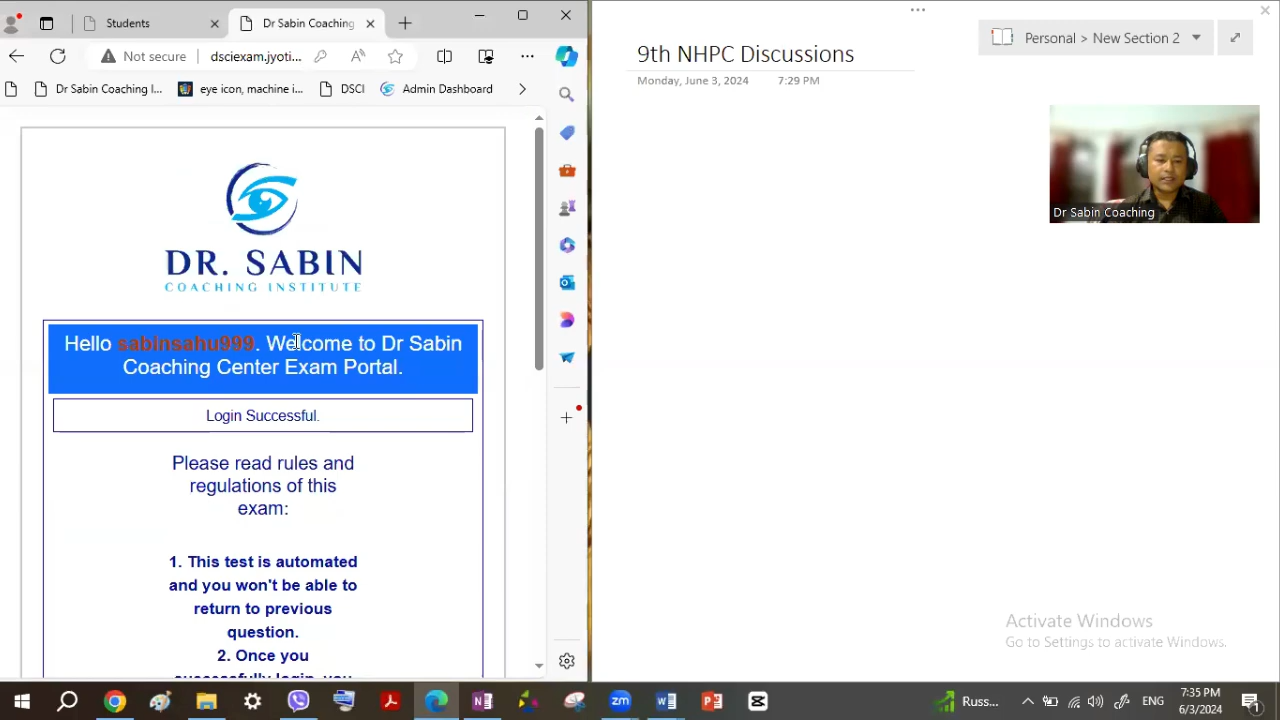 Students
Dr Sabin Coaching
Not secure
dsciexam.jyoti...
Dr Sabin Coaching I...
eye icon, machine i...
DSCI
Admin Dashboard
DR. SABIN
COACHING INSTITUTE
Hello sabinsahu999. Welcome to Dr Sabin
Coaching Center Exam Portal.
Login Successful.
Please read rules and
regulations of this
exam:
1. This test is automated
and you won't be able to
return to previous
question.
2. Once you
successfully login, you
9th NHPC Discussions
Monday, June 3, 2024
7:29 PM
Personal > New Section 2
Dr Sabin Coaching
Activate Windows
Go to Settings to activate Windows.
Russ...
ENG
7:35 PM
6/3/2024